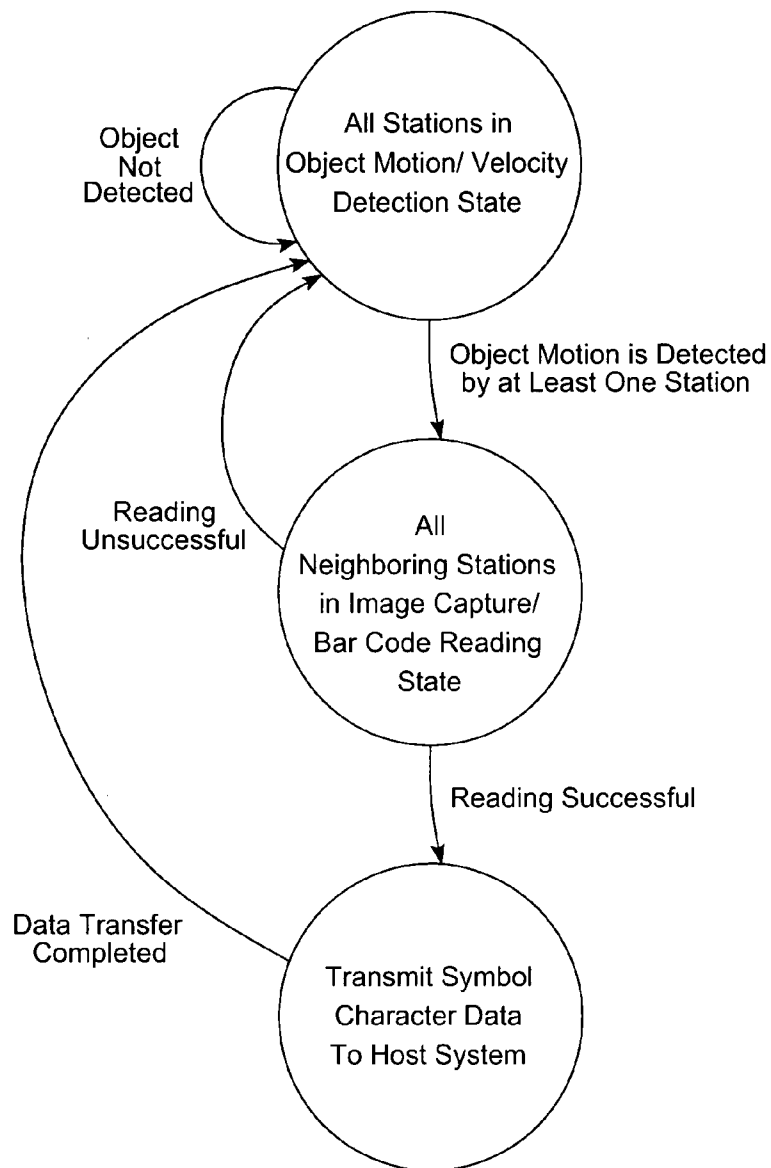 All Stations in
Object Motion/ Velocity
Detection State
Object
Not
Detected
Object Motion is Detected
by at Least One Station
Reading
Unsuccessful
All
Neighboring Stations
in Image Capture/
Bar Code Reading
State
Reading Successful
Data Transfer
Completed
Transmit Symbol
Character Data
To Host System